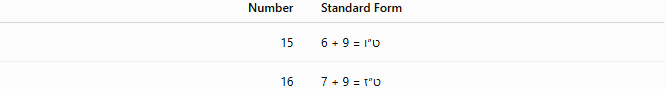 Number Standard Form
15 6 + 9 = ט״ו
16 7 + 9 = ט״ז